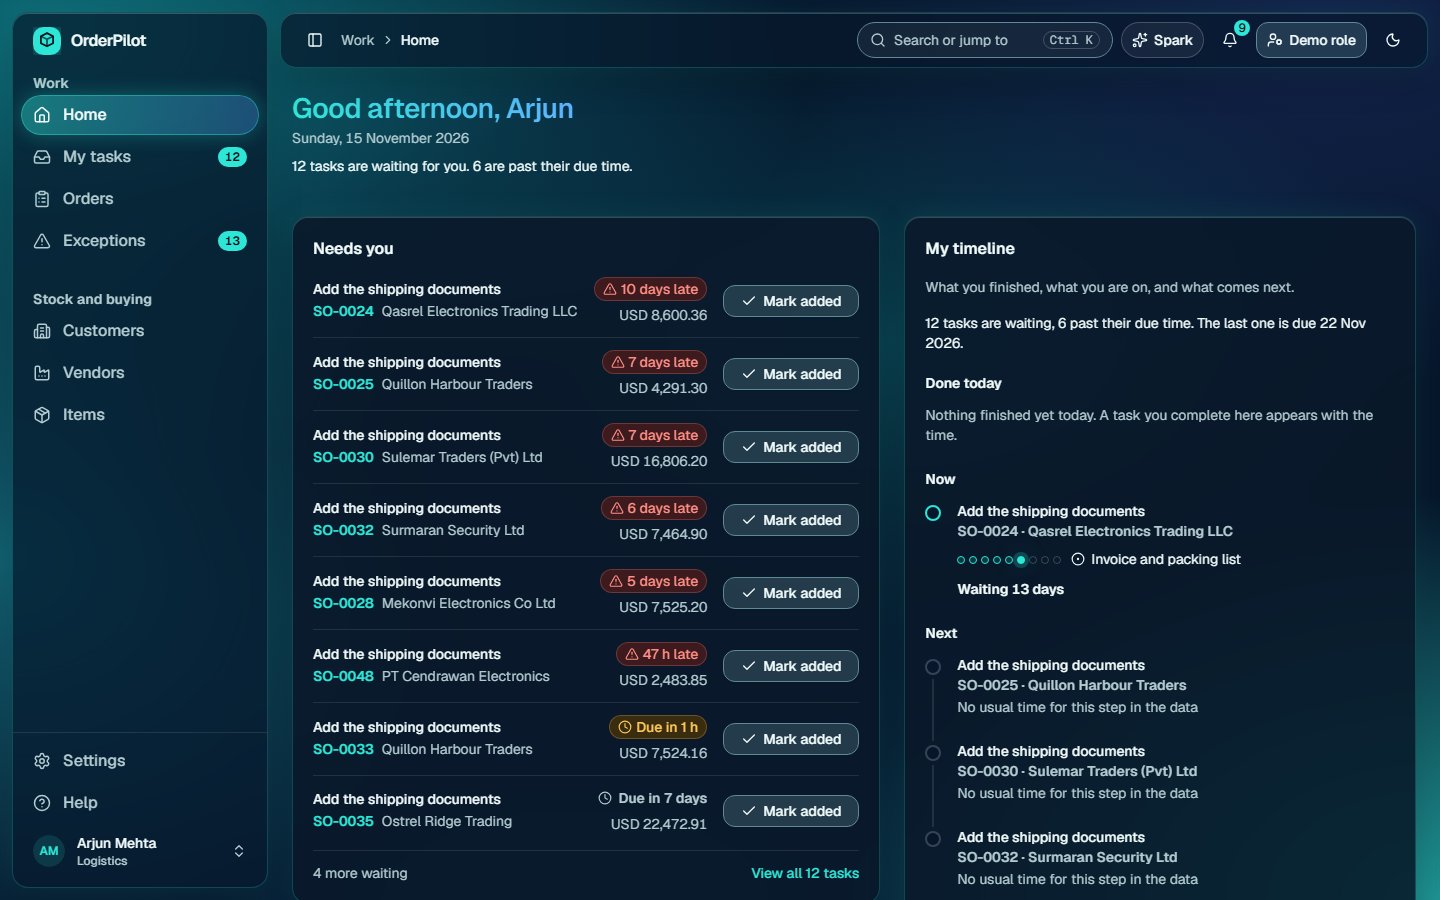 OrderPilot
Work
Home
My tasks 12
Orders
Exceptions 13
Stock and buying
Customers
Vendors
Items
Settings
Help
AM
Arjun Mehta
Logistics
Work > Home
Search or jump to Ctrl K
Spark
9
Demo role
Good afternoon, Arjun
Sunday, 15 November 2026
12 tasks are waiting for you. 6 are past their due time.
Needs you
Add the shipping documents 10 days late
SO-0024 Qasrel Electronics Trading LLC USD 8,600.36
Mark added
Add the shipping documents 7 days late
SO-0025 Quillon Harbour Traders USD 4,291.30
Mark added
Add the shipping documents 7 days late
SO-0030 Sulemar Traders (Pvt) Ltd USD 16,806.20
Mark added
Add the shipping documents 6 days late
SO-0032 Surmaran Security Ltd USD 7,464.90
Mark added
Add the shipping documents 5 days late
SO-0028 Mekonvi Electronics Co Ltd USD 7,525.20
Mark added
Add the shipping documents 47 h late
SO-0048 PT Cendrawan Electronics USD 2,483.85
Mark added
Add the shipping documents Due in 1 h
SO-0033 Quillon Harbour Traders USD 7,524.16
Mark added
Add the shipping documents Due in 7 days
SO-0035 Ostrel Ridge Trading USD 22,472.91
Mark added
4 more waiting View all 12 tasks
My timeline
What you finished, what you are on, and what comes next.
12 tasks are waiting, 6 past their due time. The last one is due 22 Nov
2026.
Done today
Nothing finished yet today. A task you complete here appears with the
time.
Now
Add the shipping documents
SO-0024 · Qasrel Electronics Trading LLC
Invoice and packing list
Waiting 13 days
Next
Add the shipping documents
SO-0025 · Quillon Harbour Traders
No usual time for this step in the data
Add the shipping documents
SO-0030 · Sulemar Traders (Pvt) Ltd
No usual time for this step in the data
Add the shipping documents
SO-0032 · Surmaran Security Ltd
No usual time for this step in the data